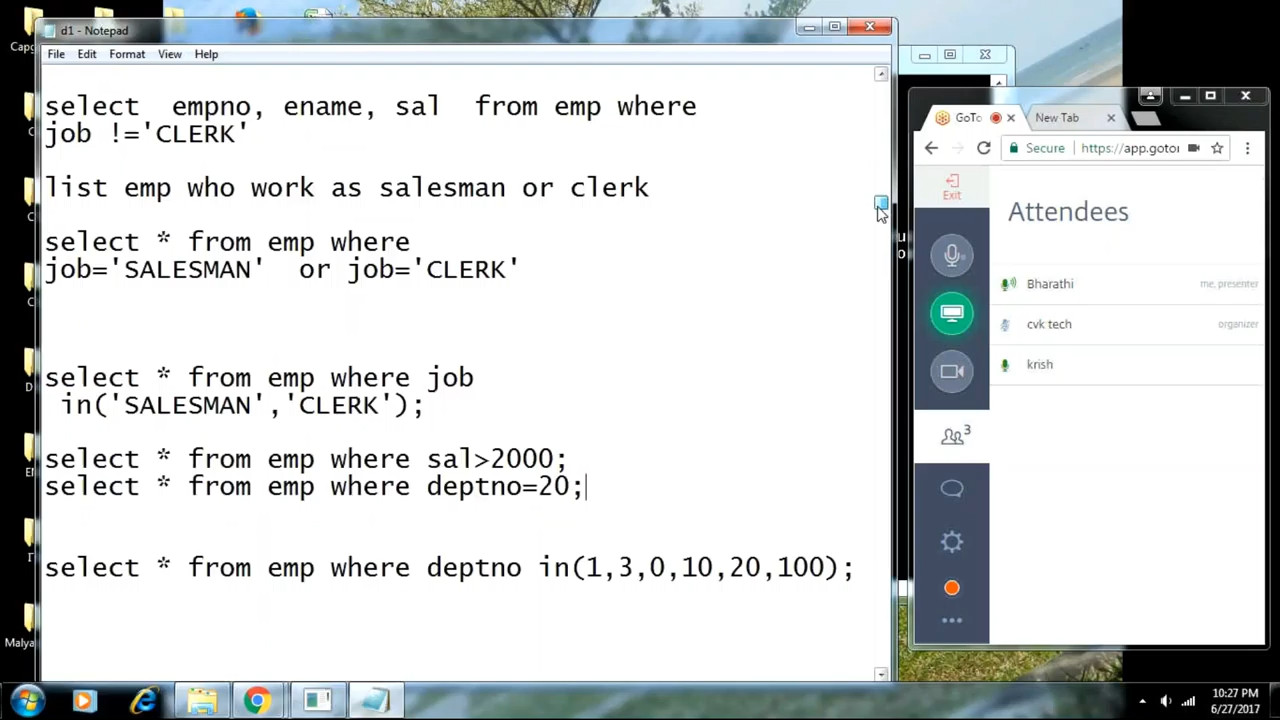 d1 - Notepad
File Edit Format View Help
select  empno, ename, sal  from emp where
job !='CLERK'
list emp who work as salesman or clerk
select * from emp where
job='SALESMAN'  or job='CLERK'
select * from emp where job
in('SALESMAN','CLERK');
select * from emp where sal>2000;
select * from emp where deptno=20;
select * from emp where deptno in(1,3,0,10,20,100);
GoTo
New Tab
Secure
https://app.gotor
Exit
Attendees
Bharathi
me, presenter
cvk tech
organizer
krish
3
10:27 PM
6/27/2017